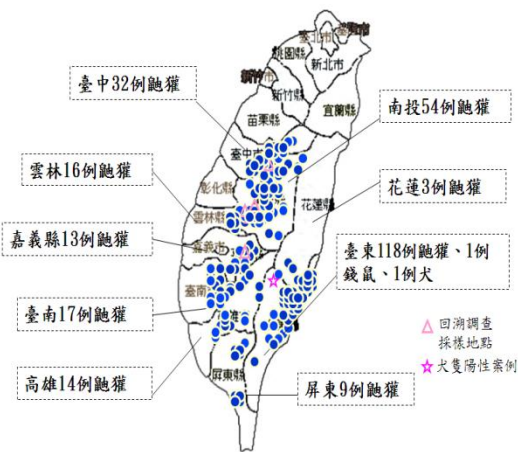 臺北市
桃園縣
新北市
新竹市
新竹縣
宜蘭縣
苗栗縣
臺中32例鼬獾
南投54例鼬獾
臺中市
雲林16例鼬獾
彰化縣
花蓮3例鼬獾
花蓮縣
雲林縣
嘉義縣13例鼬獾
嘉義市
臺東118例鼬獾、1例
錢鼠、1例犬
臺南
臺南17例鼬獾
雄
回溯調查
採樣地點
犬隻陽性案例
高雄14例鼬獾
屏東縣
屏東9例鼬獾